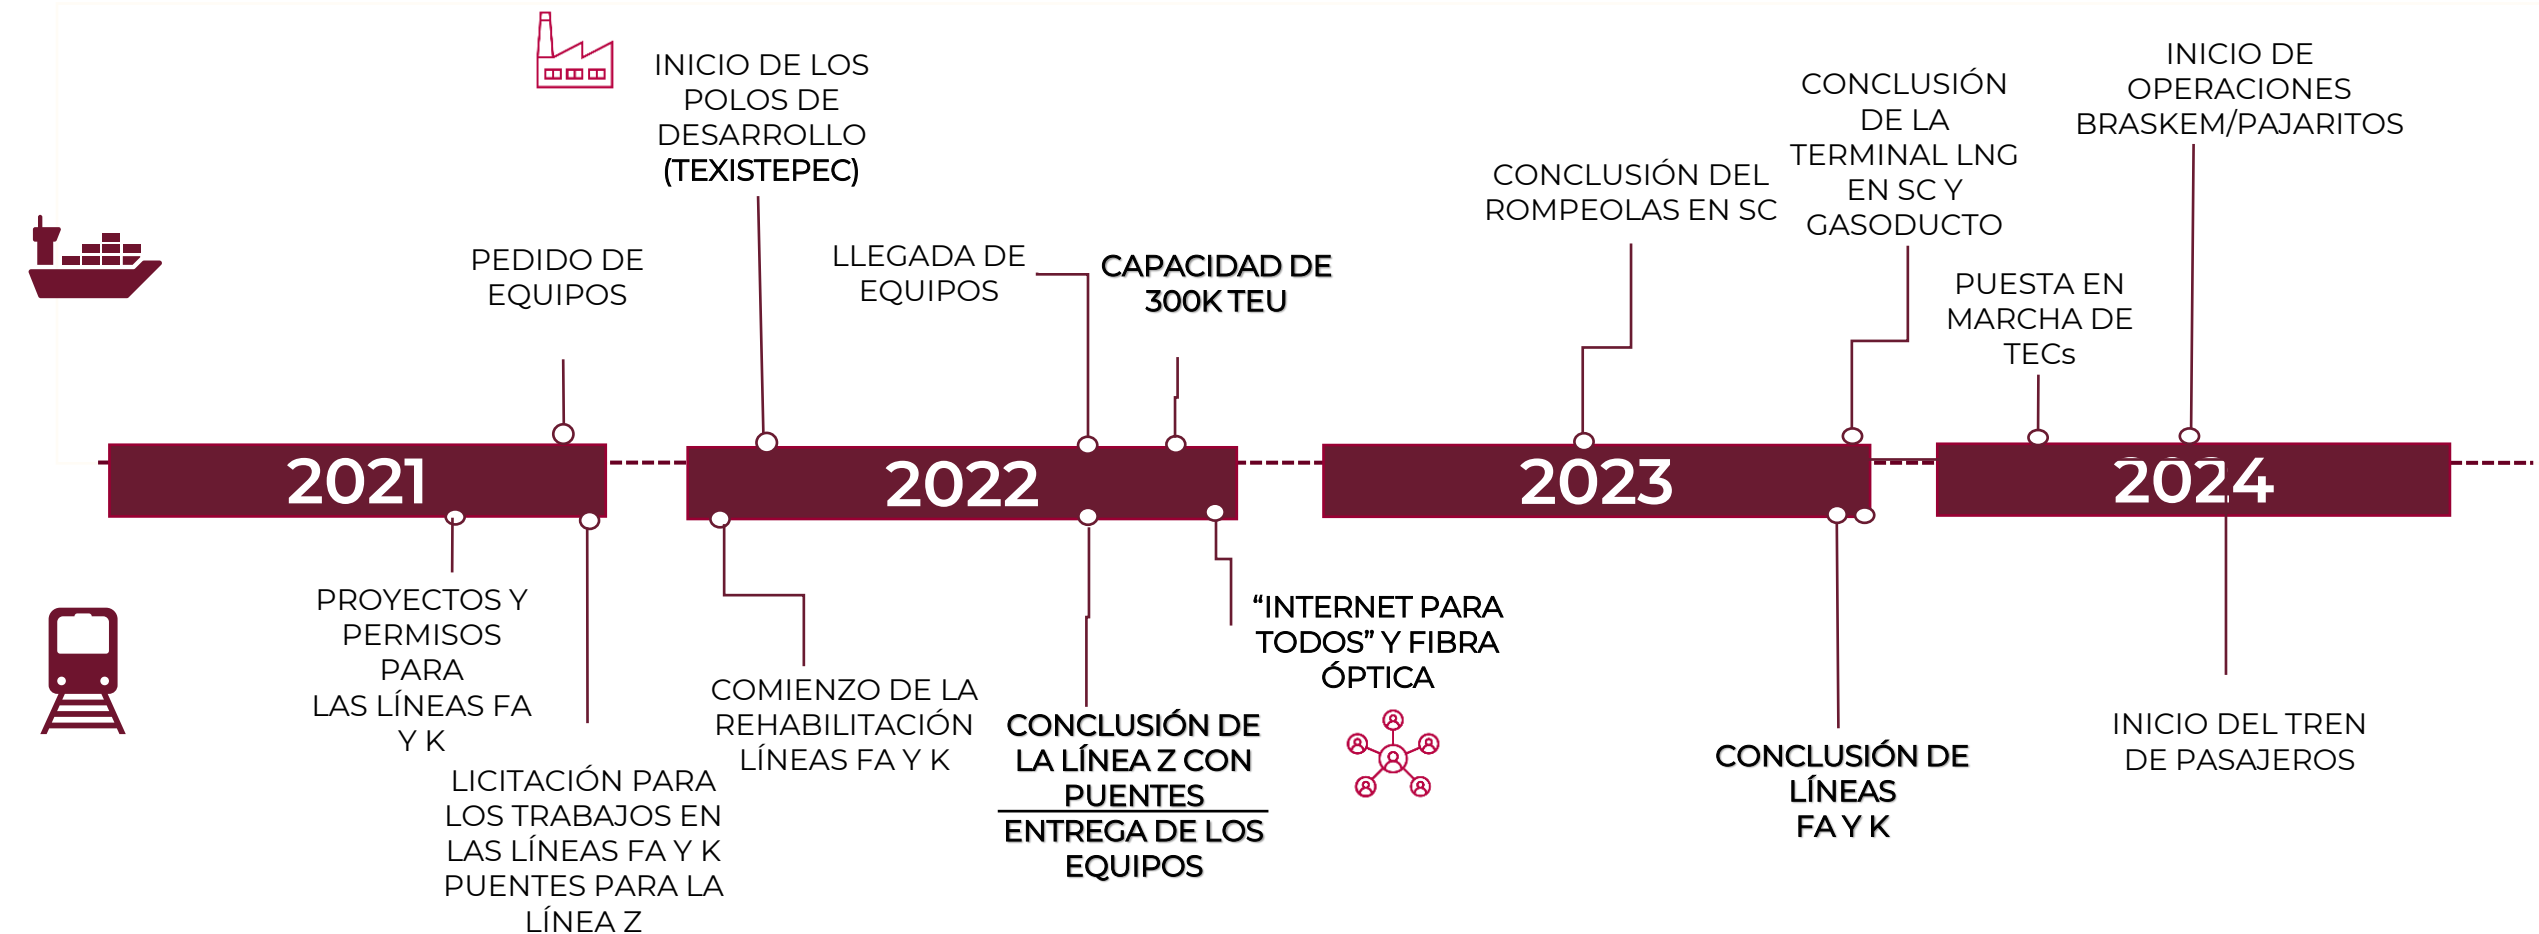 INICIO DE LOS
POLOS DE
DESARROLLO
(TEXISTEPEC)
PEDIDO DE
EQUIPOS
LLEGADA DE
EQUIPOS
CAPACIDAD DE
300K TEU
CONCLUSIÓN DEL
ROMPEOLAS EN SC
CONCLUSIÓN
DE LA
TERMINAL LNG
EN SC Y
GASODUCTO
PUESTA EN
MARCHA DE
TECs
INICIO DE
OPERACIONES
BRASKEM/PAJARITOS
2021
2022
2023
2024
PROYECTOS Y
PERMISOS
PARA
LAS LÍNEAS FA
Y K
LICITACIÓN PARA
LOS TRABAJOS EN
LAS LÍNEAS FA Y K
PUENTES PARA LA
LÍNEA Z
COMIENZO DE LA
REHABILITACIÓN
LÍNEAS FA Y K
CONCLUSIÓN DE
LA LÍNEA Z CON
PUENTES
ENTREGA DE LOS
EQUIPOS
“INTERNET PARA
TODOS” Y FIBRA
ÓPTICA
CONCLUSIÓN DE
LÍNEAS
FA Y K
INICIO DEL TREN
DE PASAJEROS